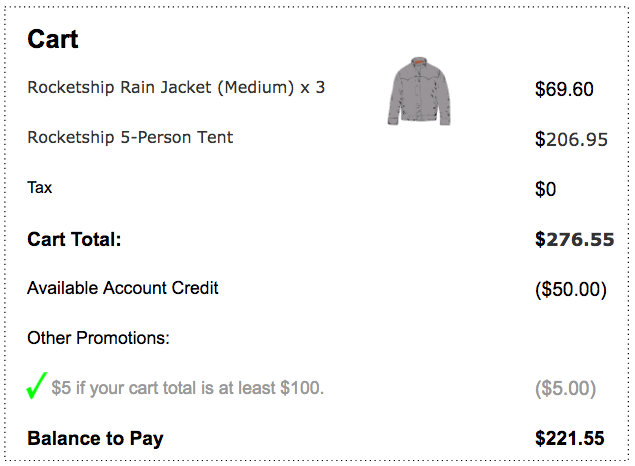 Cart
Rocketship Rain Jacket (Medium) x 3 $69.60
Rocketship 5-Person Tent $206.95
Tax $0
Cart Total: $276.55
Available Account Credit ($50.00)
Other Promotions:
$5 if your cart total is at least $100. ($5.00)
Balance to Pay $221.55